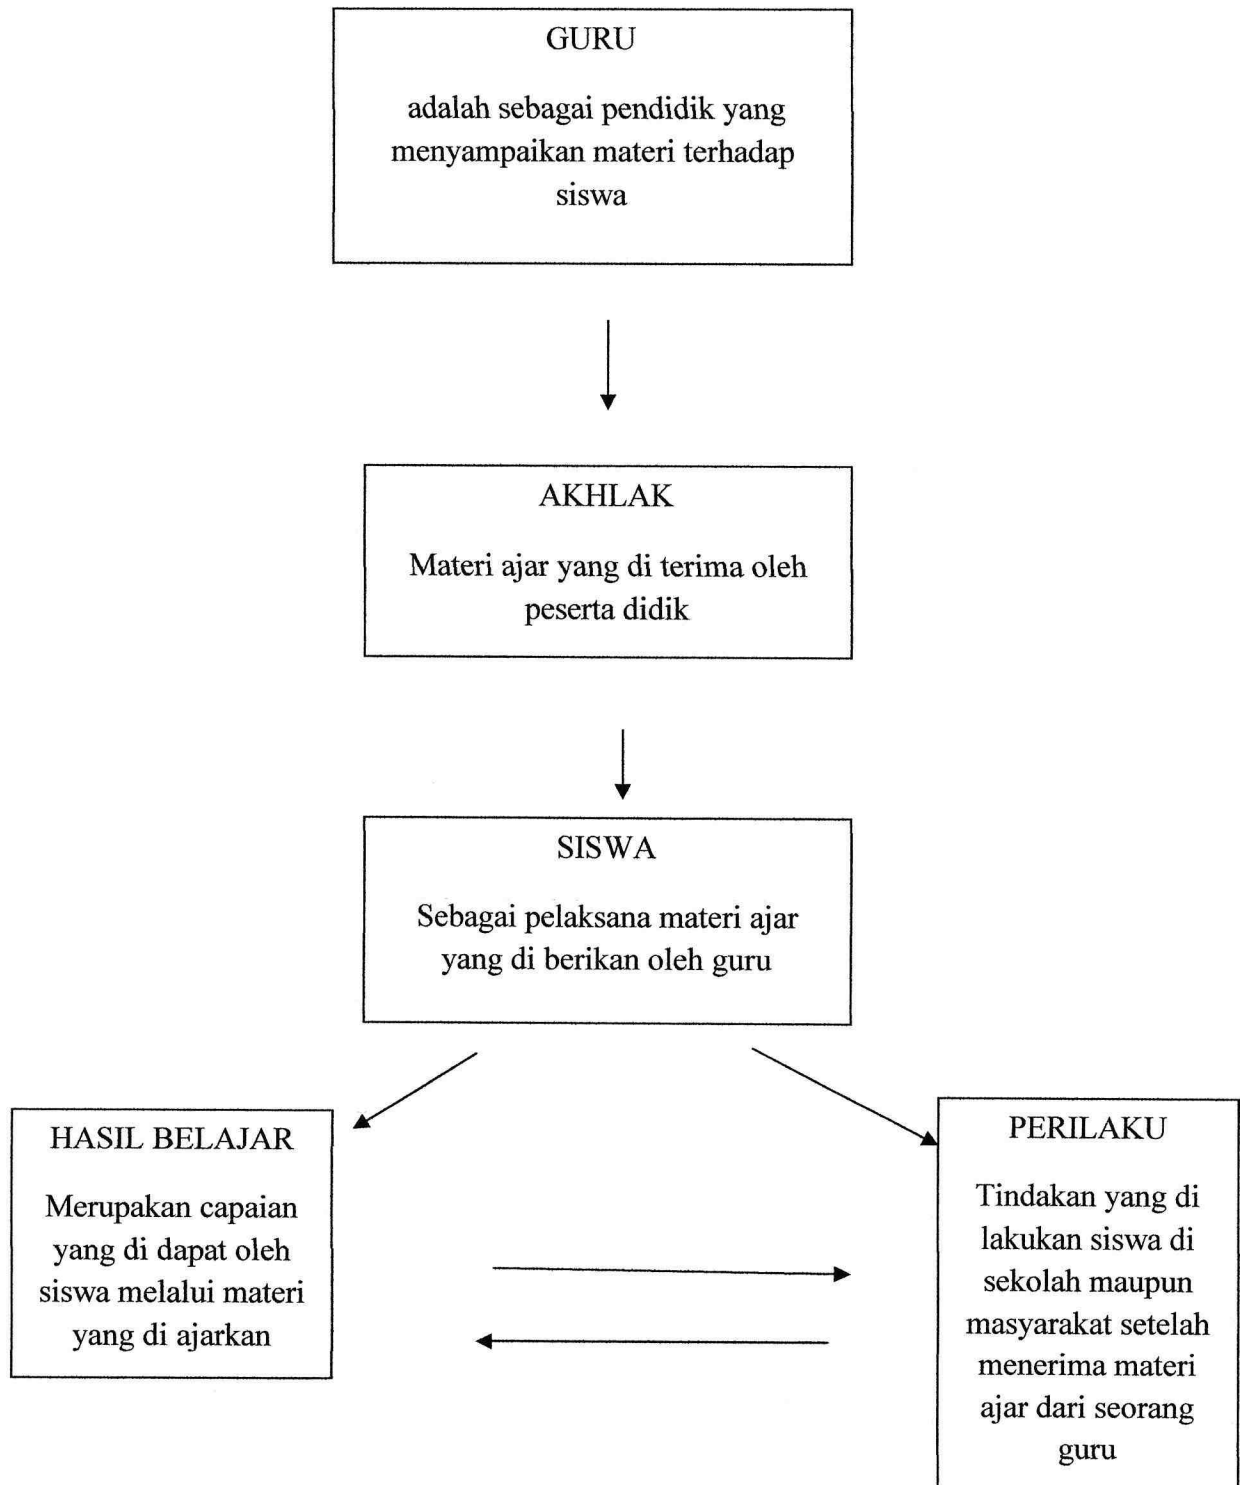 GURU
adalah sebagai pendidik yang
menyampaikan materi terhadap
siswa
AKHLAK
Materi ajar yang di terima oleh
peserta didik
SISWA
Sebagai pelaksana materi ajar
yang di berikan oleh guru
HASIL BELAJAR
Merupakan capaian
yang di dapat oleh
siswa melalui materi
yang di ajarkan
PERILAKU
Tindakan yang di
lakukan siswa di
sekolah maupun
masyarakat setelah
menerima materi
ajar dari seorang
guru